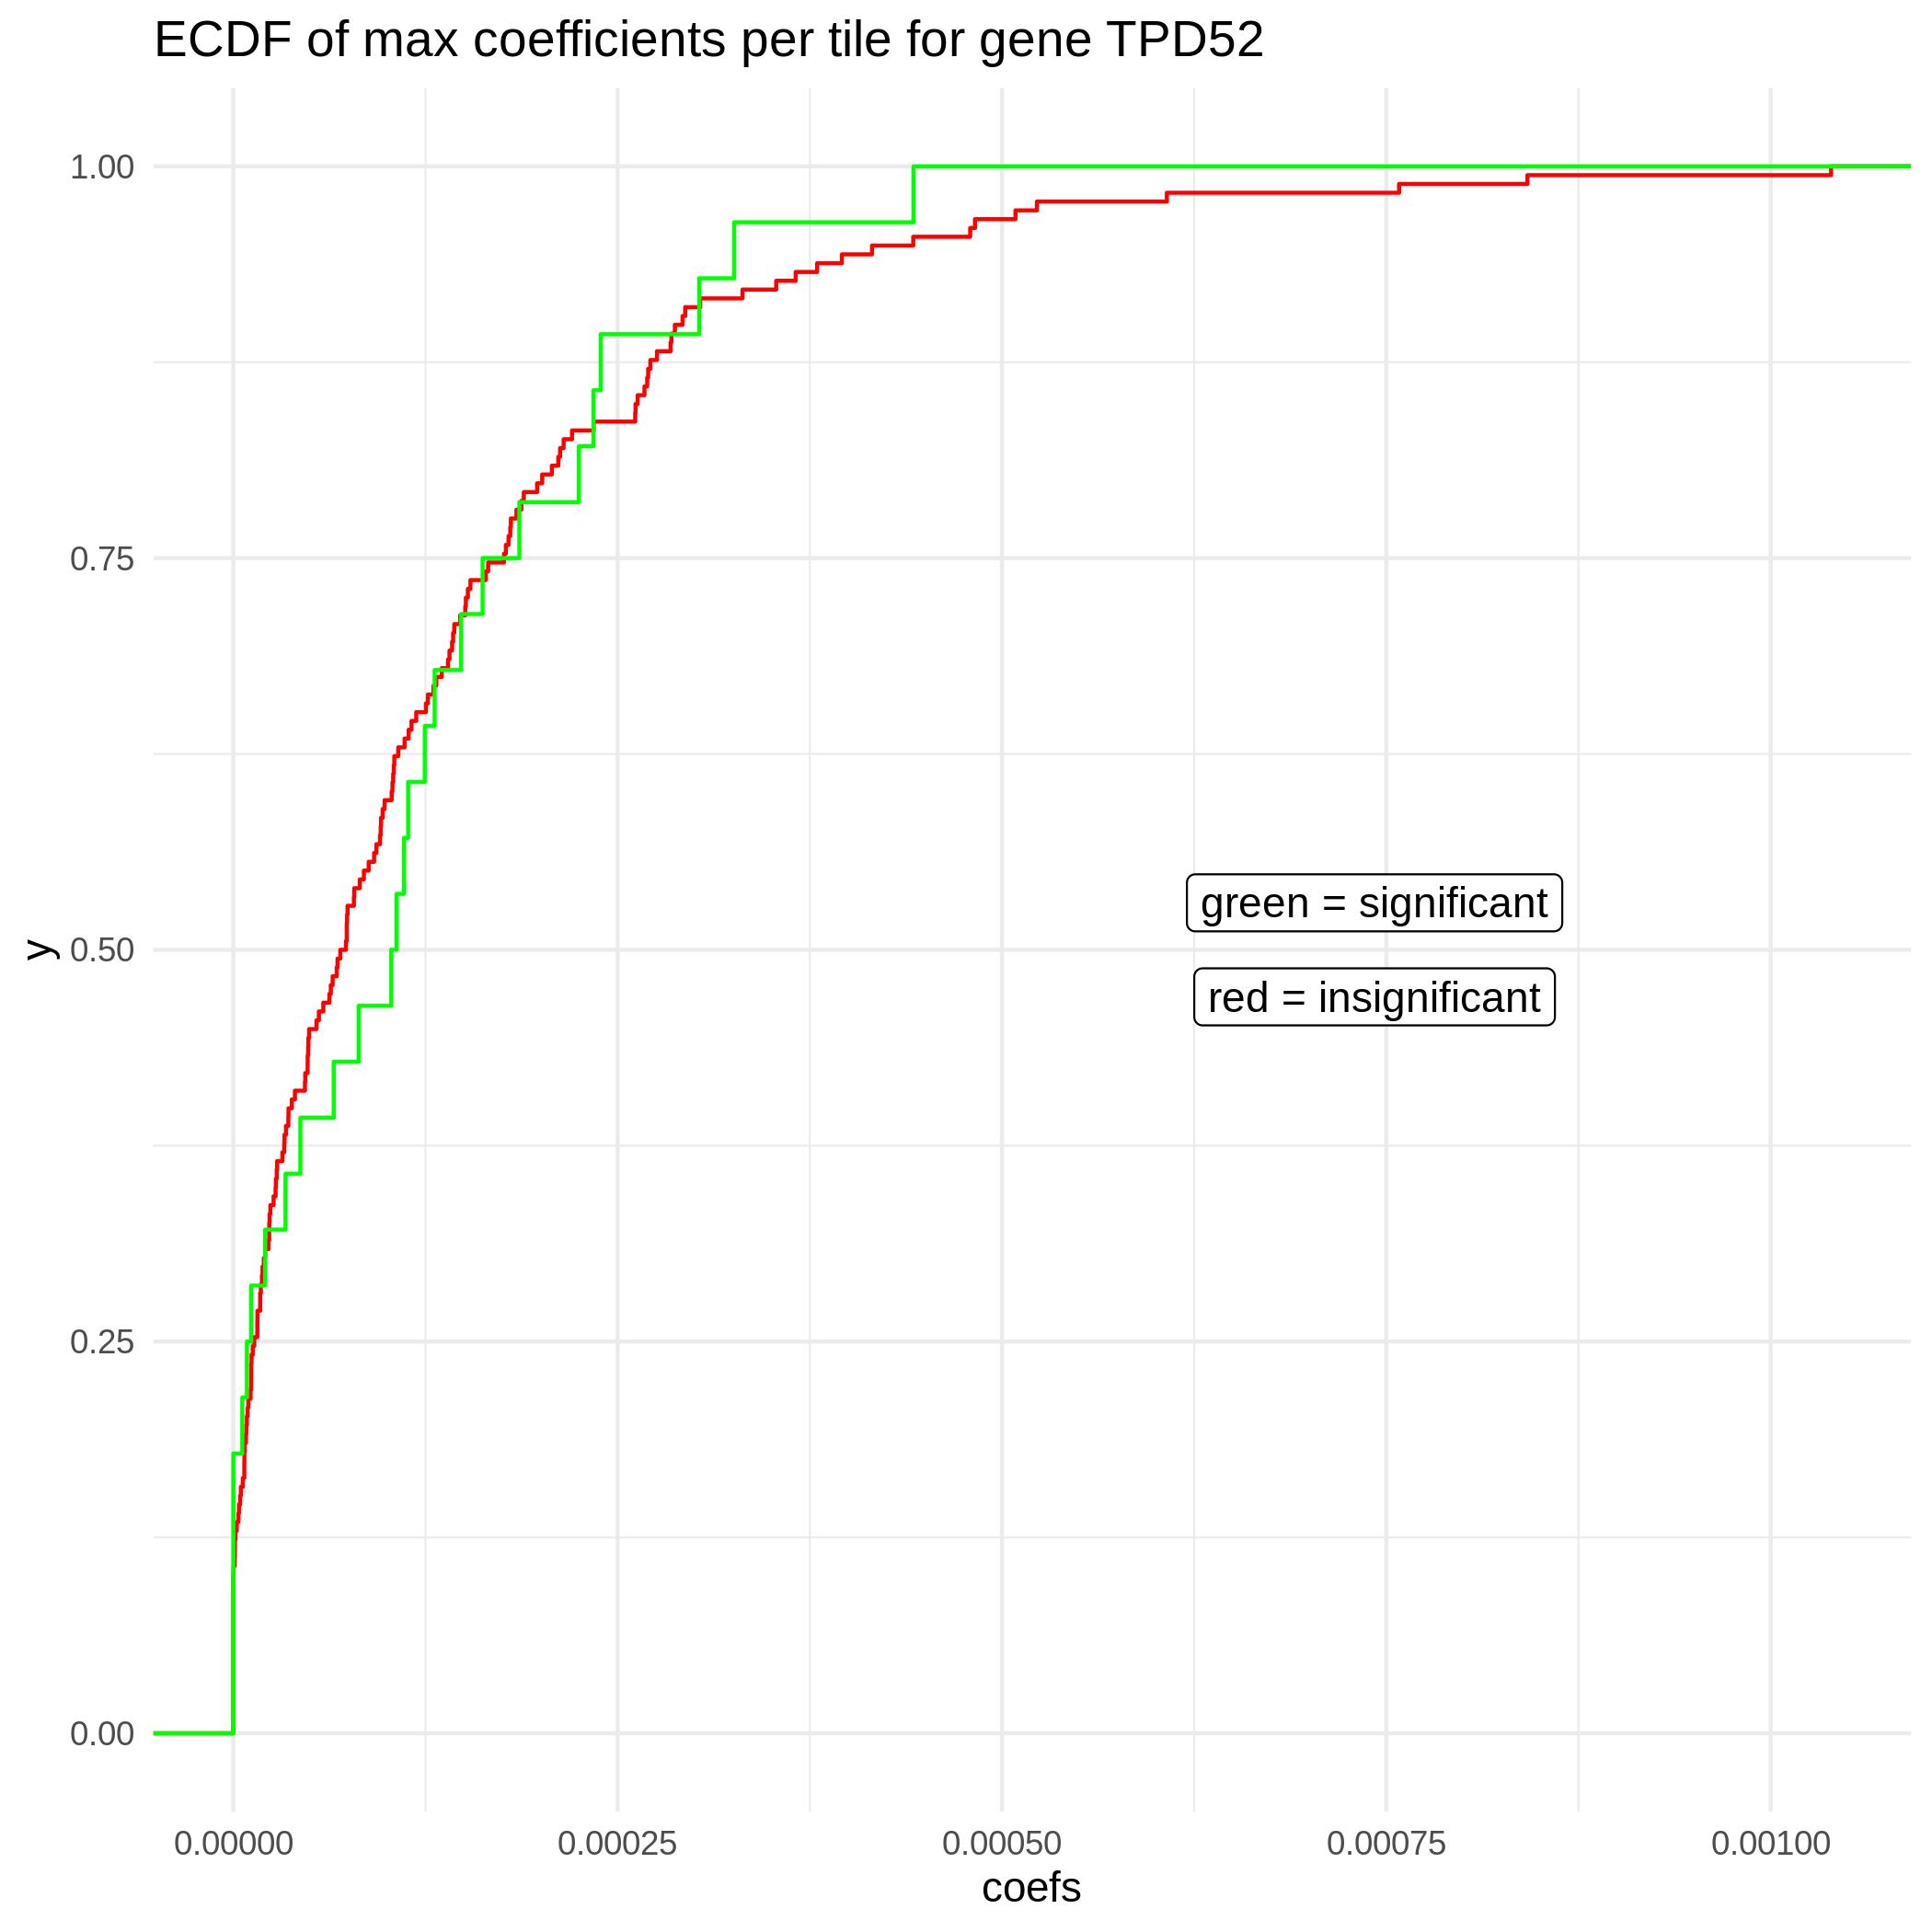 ECDF of max coefficients per tile for gene TPD52
1.00
0.75
0.50
0.25
0.00
y
green = significant
red = insignificant
0.00000 0.00025 0.00050 0.00075 0.00100
coefs